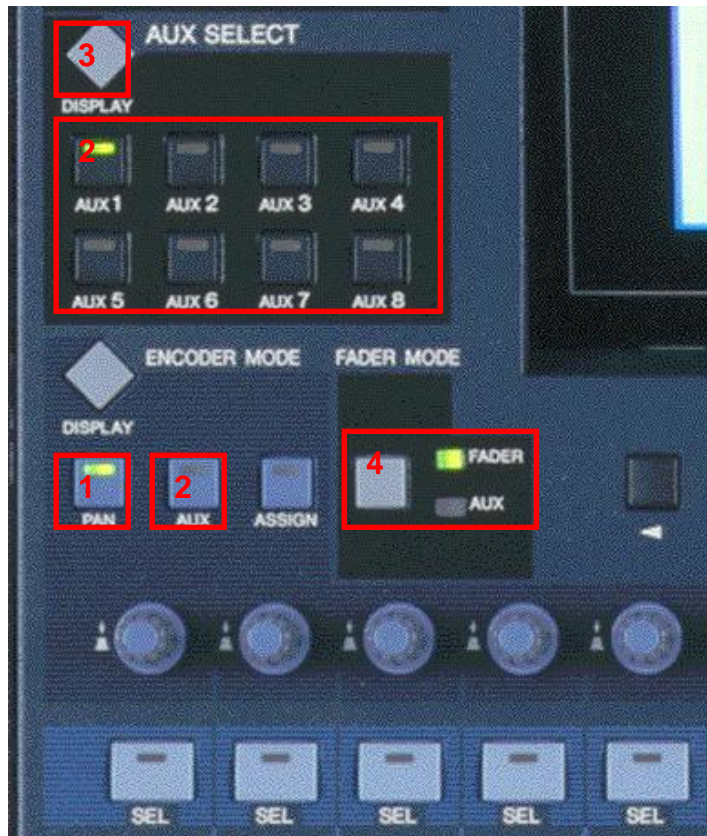 AUX SELECT
3
DISPLAY
2
AUX 1 AUX 2 AUX 3 AUX 4
AUX 5 AUX 6 AUX 7 AUX 8
ENCODER MODE FADER MODE
DISPLAY
1 2 4 FADER
PAN AUX ASSIGN AUX
SEL SEL SEL SEL SEL